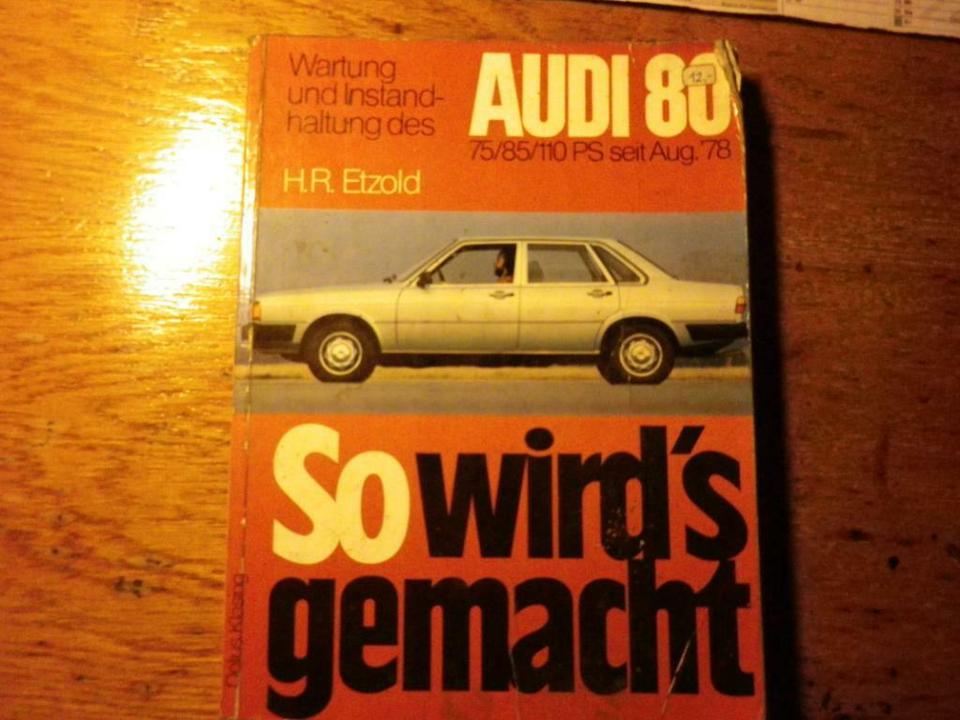 Wartung
und Instand-
haltung des
AUDI 80
12,-
75/85/110 PS seit Aug. '78
H.R. Etzold
So wird's
gemacht